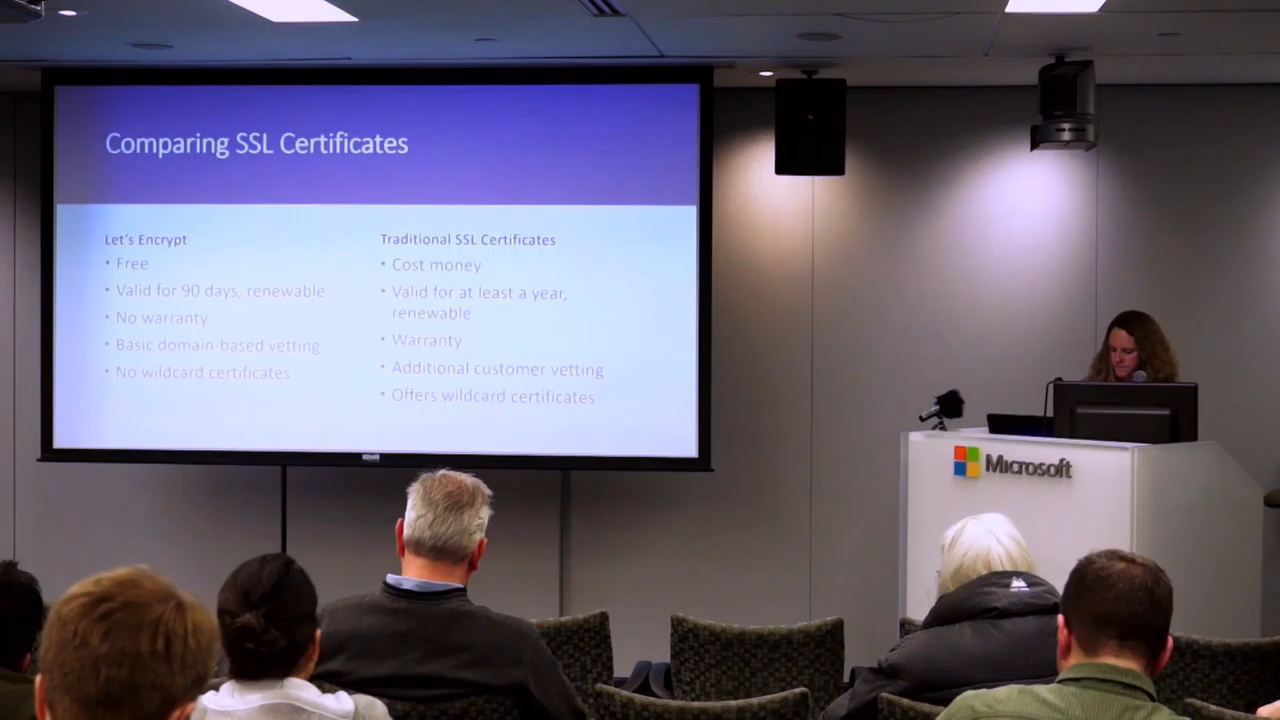 Comparing SSL Certificates
Let's Encrypt
• Free
• Valid for 90 days, renewable
• No warranty
• Basic domain-based vetting
• No wildcard certificates
Traditional SSL Certificates
• Cost money
• Valid for at least a year,
renewable
• Warranty
• Additional customer vetting
• Offers wildcard certificates
Microsoft